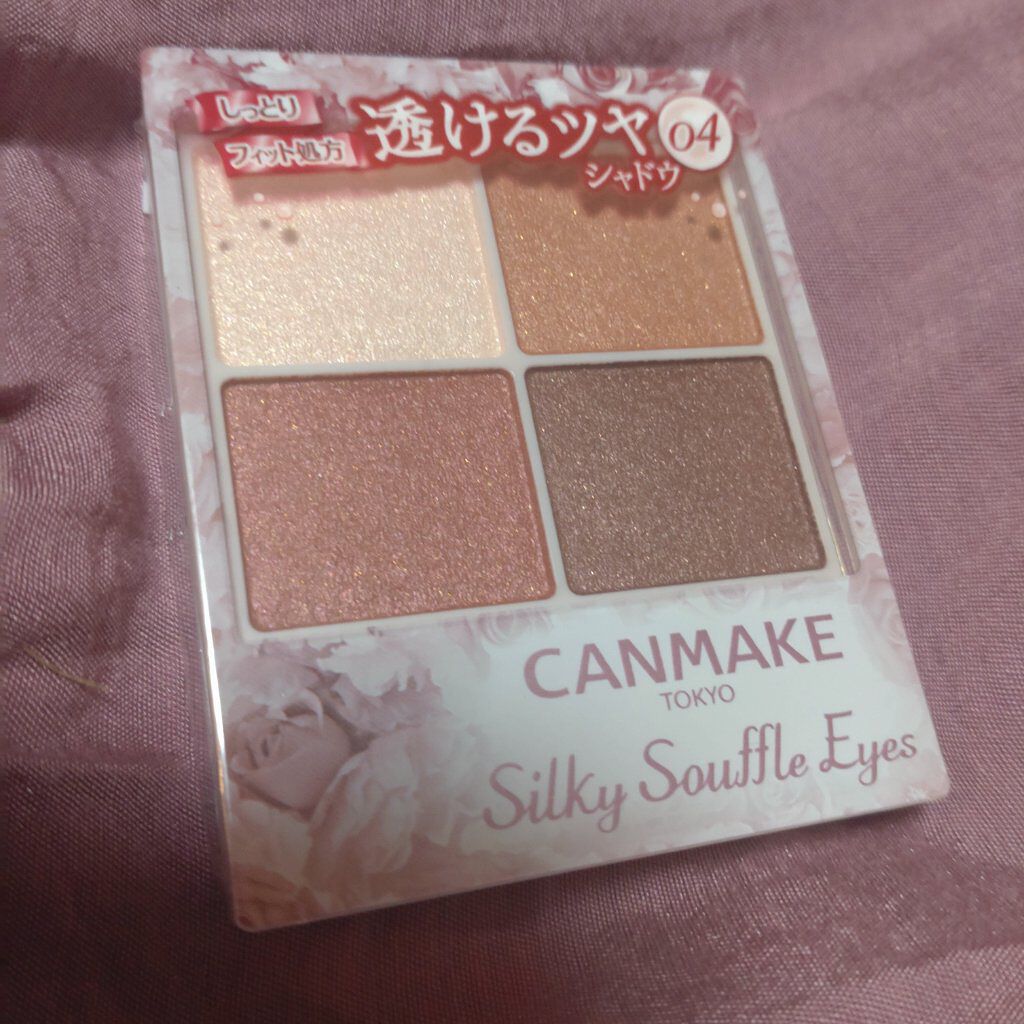 しっとり
フィット処方
透けるツヤ
シャドウ
04
CANMAKE
TOKYO
Silky Souffle Eyes